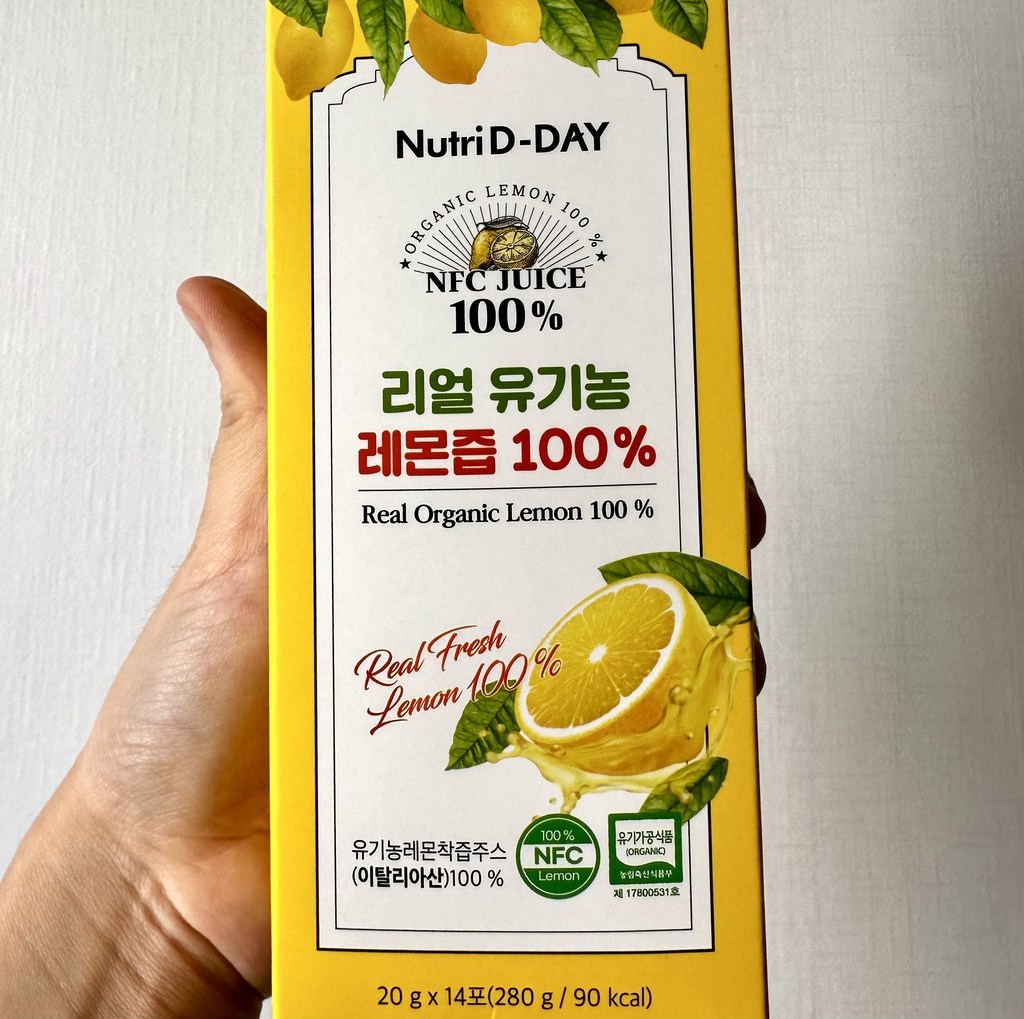 Nutri D-DAY
ORGANIC LEMON 100 %
NFC JUICE
100%
리얼 유기농
레몬즙 100%
Real Organic Lemon 100 %
Real Fresh
Lemon 100 %
유기농레몬착즙주스
(이탈리아산)100 %
100 %
NFC
Lemon
유기가공식품
(ORGANIC)
농림축산식품부
제 17800531호
20 g x 14포(280 g / 90 kcal)